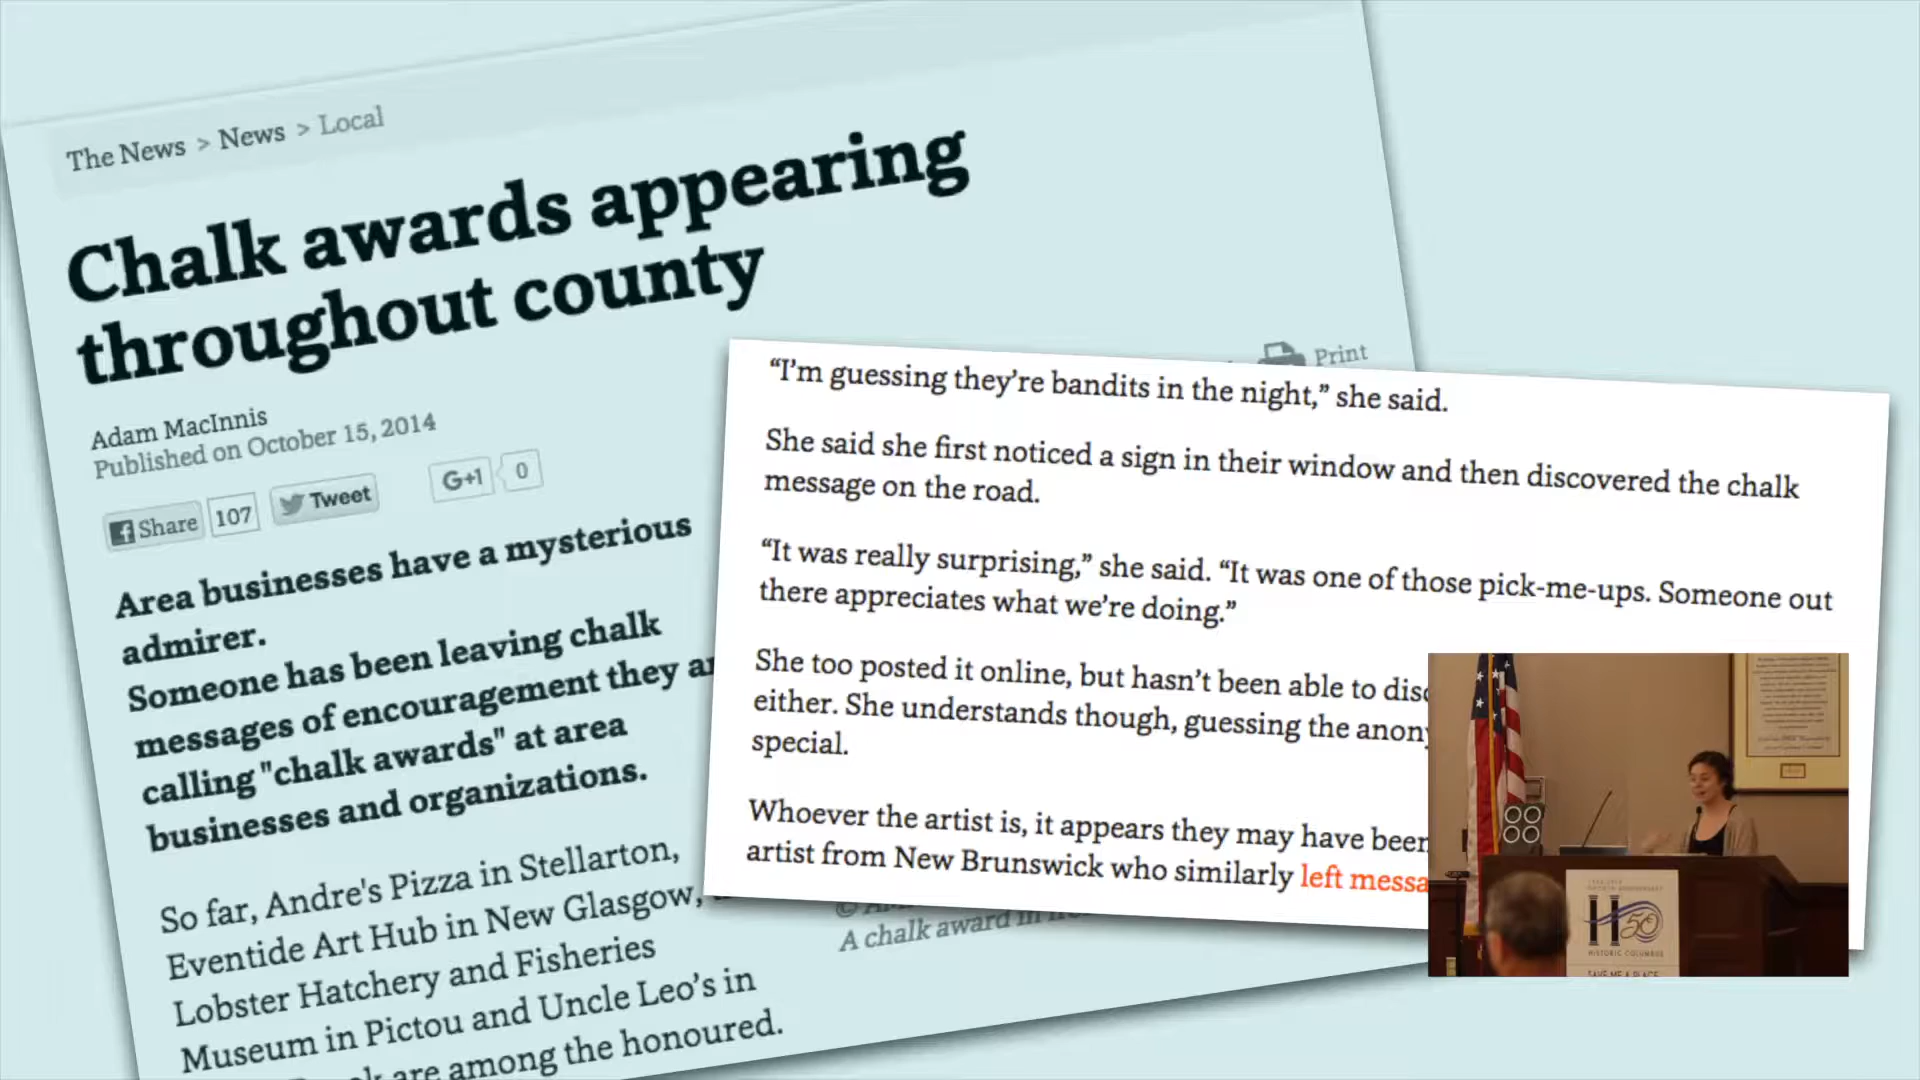 The News > News > Local
Chalk awards appearing
throughout county
Print
Adam MacInnis
Published on October 15, 2014
Share 107 Tweet G+1 0
Area businesses have a mysterious
admirer.
Someone has been leaving chalk
messages of encouragement they ar
calling "chalk awards" at area
businesses and organizations.
So far, Andre's Pizza in Stellarton,
Eventide Art Hub in New Glasgow,
Lobster Hatchery and Fisheries
Museum in Pictou and Uncle Leo's in
are among the honoured.
A chalk award in
“I’m guessing they’re bandits in the night,” she said.
She said she first noticed a sign in their window and then discovered the chalk
message on the road.
“It was really surprising,” she said. “It was one of those pick-me-ups. Someone out
there appreciates what we’re doing.”
She too posted it online, but hasn’t been able to disc
either. She understands though, guessing the anony
special.
Whoever the artist is, it appears they may have been
artist from New Brunswick who similarly left messa
H50
HISTORIC COLUMBUS
SAVE ME A PLACE